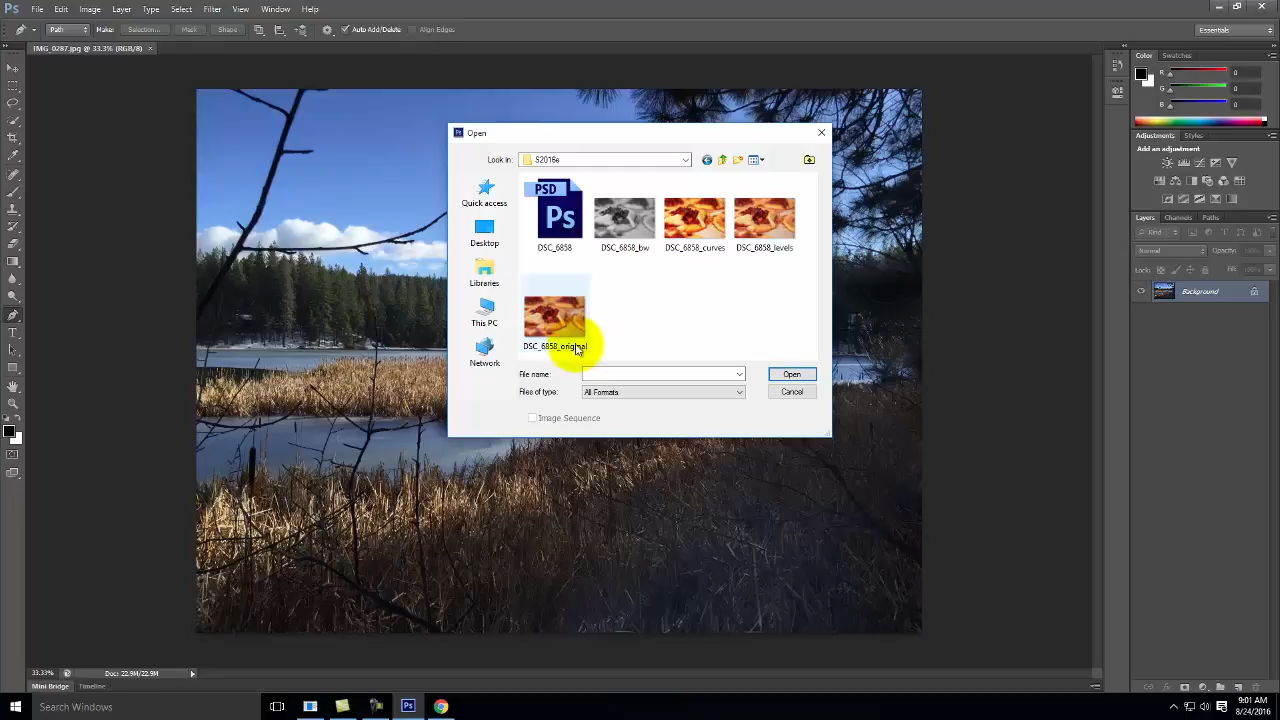 Ps File Edit Image Layer Type Select Filter View Window Help
Path Make: Selection... Mask Shape Auto Add/Delete Align Edges Essentials
IMG_0287.jpg @ 33.3% (RGB/8) ×
Color Swatches
R 0
G 0
B 0
Adjustments Styles
Add an adjustment
Layers Channels Paths
Kind
Normal Opacity:
Lock: Fill:
Background
Ps Open
Look in: S2016e
Quick access
Desktop
Libraries
This PC
Network
PSD
Ps
DSC_6858 DSC_6858_bw DSC_6858_curves DSC_6858_levels
DSC_6858_original
File name: Open
Files of type: All Formats Cancel
Image Sequence
33.33% Doc: 22.9M/22.9M
Mini Bridge Timeline
Search Windows
Ps
9:01 AM
8/24/2016